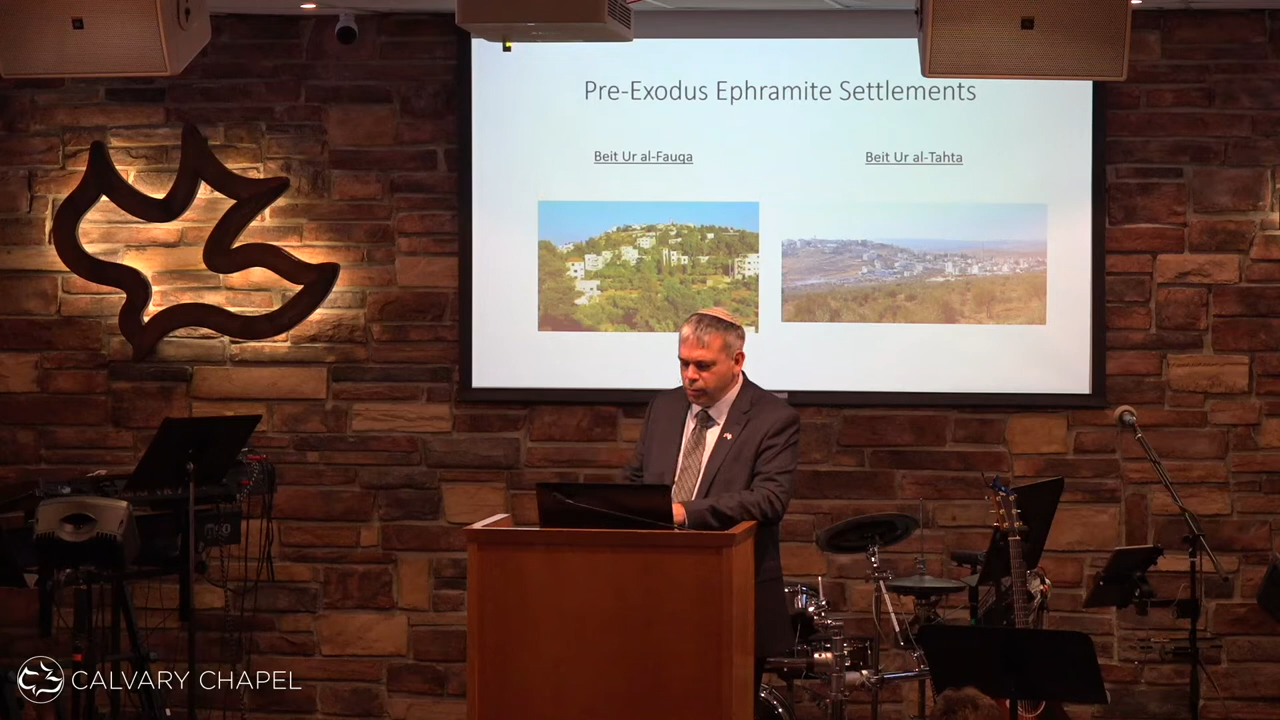 Pre-Exodus Ephramite Settlements
Beit Ur al-Fauqa
Beit Ur al-Tahta
CALVARY CHAPEL